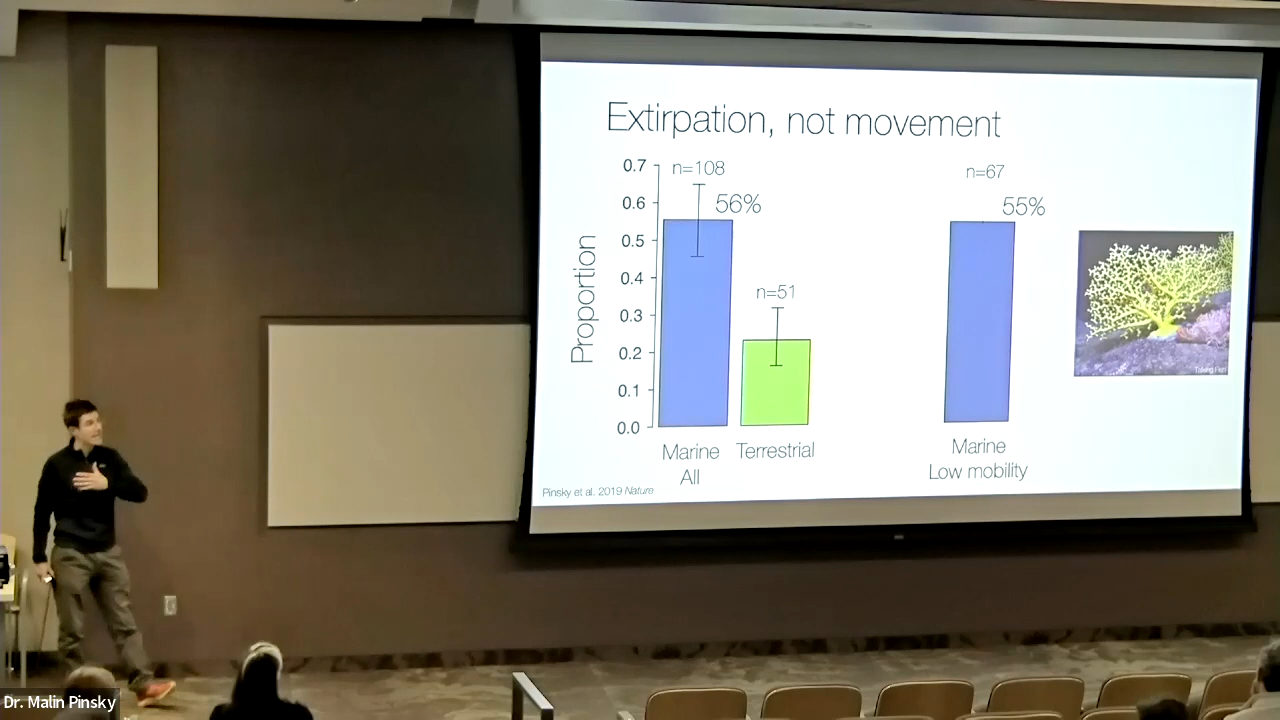 Extirpation, not movement
0.7
0.6
0.5
0.4
0.3
0.2
0.1
0.0
Proportion
n=108
56%
n=51
Marine
All
Terrestrial
n=67
55%
Marine
Low mobility
Pinsky et al. 2019 Nature
Dr. Malin Pinsky